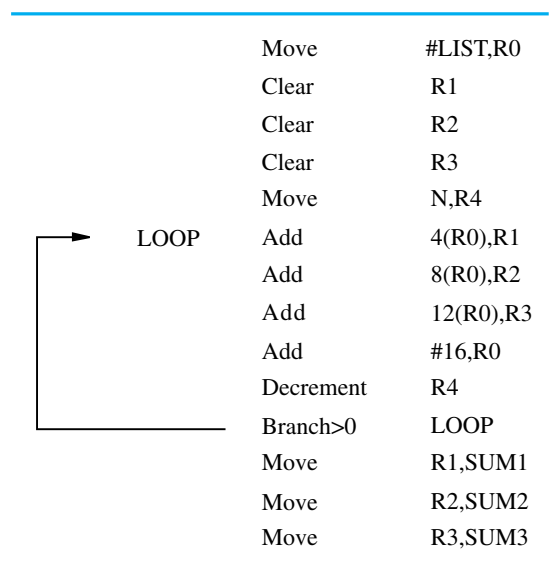 Move #LIST,R0
Clear R1
Clear R2
Clear R3
Move N,R4
LOOP Add 4(R0),R1
Add 8(R0),R2
Add 12(R0),R3
Add #16,R0
Decrement R4
Branch>0 LOOP
Move R1,SUM1
Move R2,SUM2
Move R3,SUM3